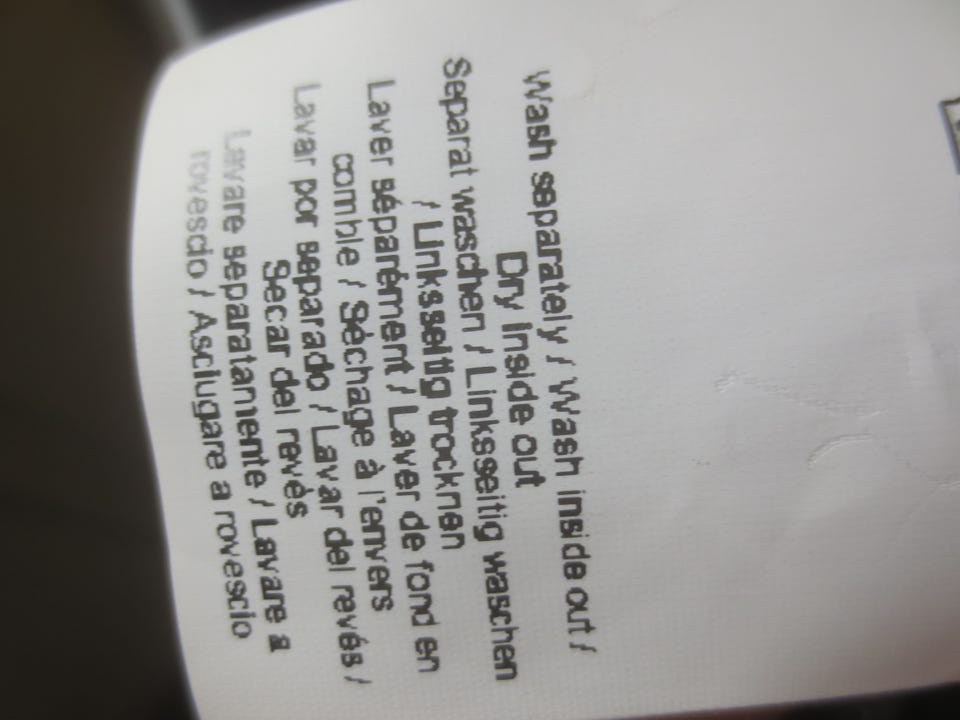 Wash separately / Wash inside out /
Dry inside out
Separat waschen / Linksseitig waschen
/ Linksseitig trocknen
Laver séparément / Laver de fond en
comble / Séchage à l'envers
Lavar por separado / Lavar del revés /
Secar del revés
Lavare separatamente / Lavare a
rovescio / Asciugare a rovescio